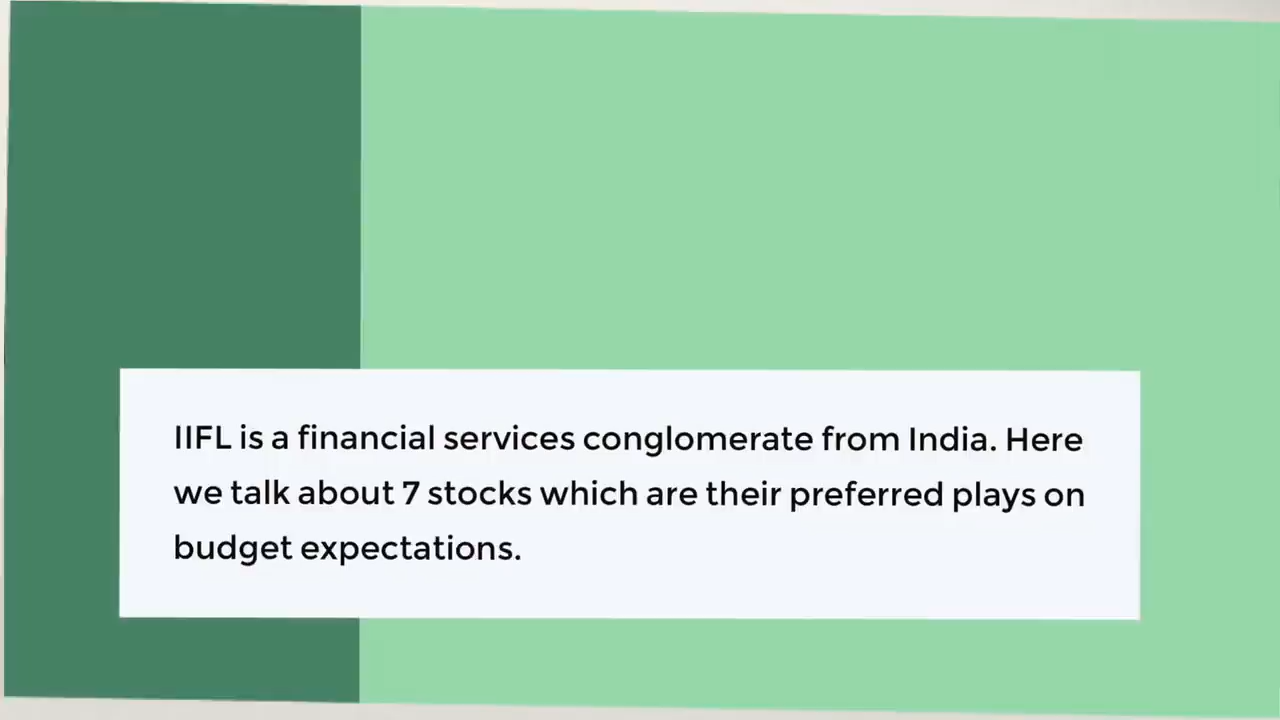 IIFL is a financial services conglomerate from India. Here
we talk about 7 stocks which are their preferred plays on
budget expectations.